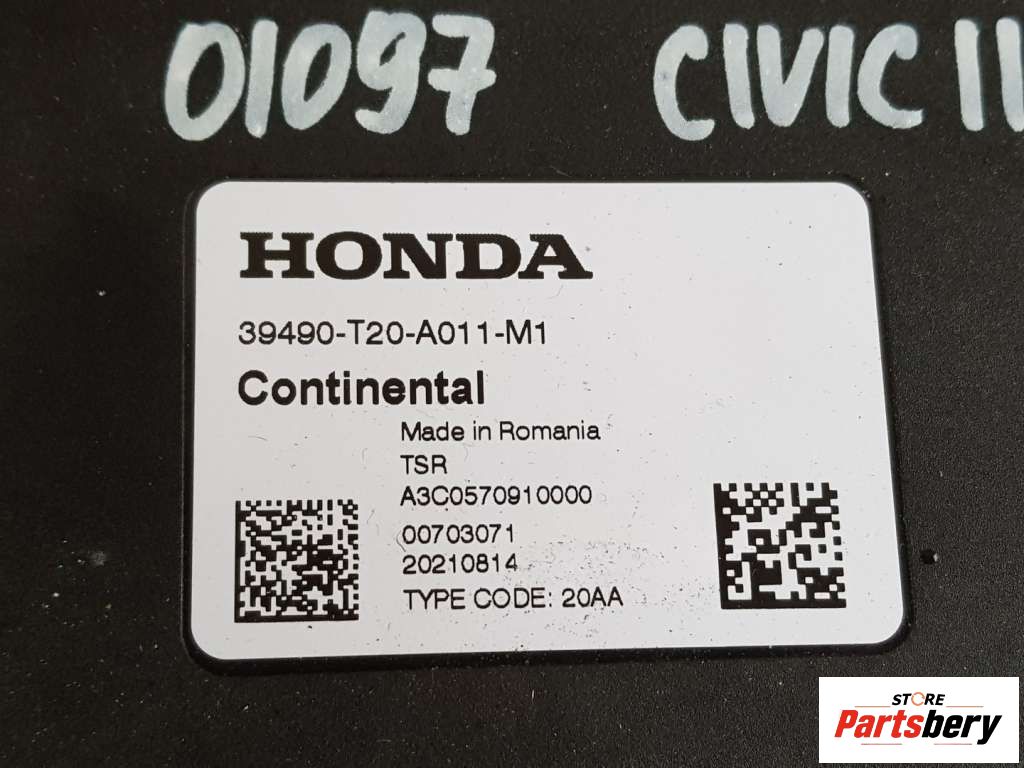 01097 CIVIC 11
HONDA
39490-T20-A011-M1
Continental
Made in Romania
TSR
A3C0570910000
00703071
20210814
TYPE CODE: 20AA
STORE
Partsbery